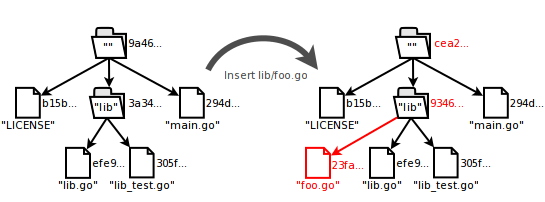 "" 9a46...
b15b... "lib" 3a34... 294d...
"LICENSE" "main.go"
efe9... 305f...
"lib.go" "lib_test.go"
Insert lib/foo.go
"" cea2...
b15b... "lib" 9346... 294d...
"LICENSE" "main.go"
23fa... efe9... 305f...
"foo.go" "lib.go" "lib_test.go"